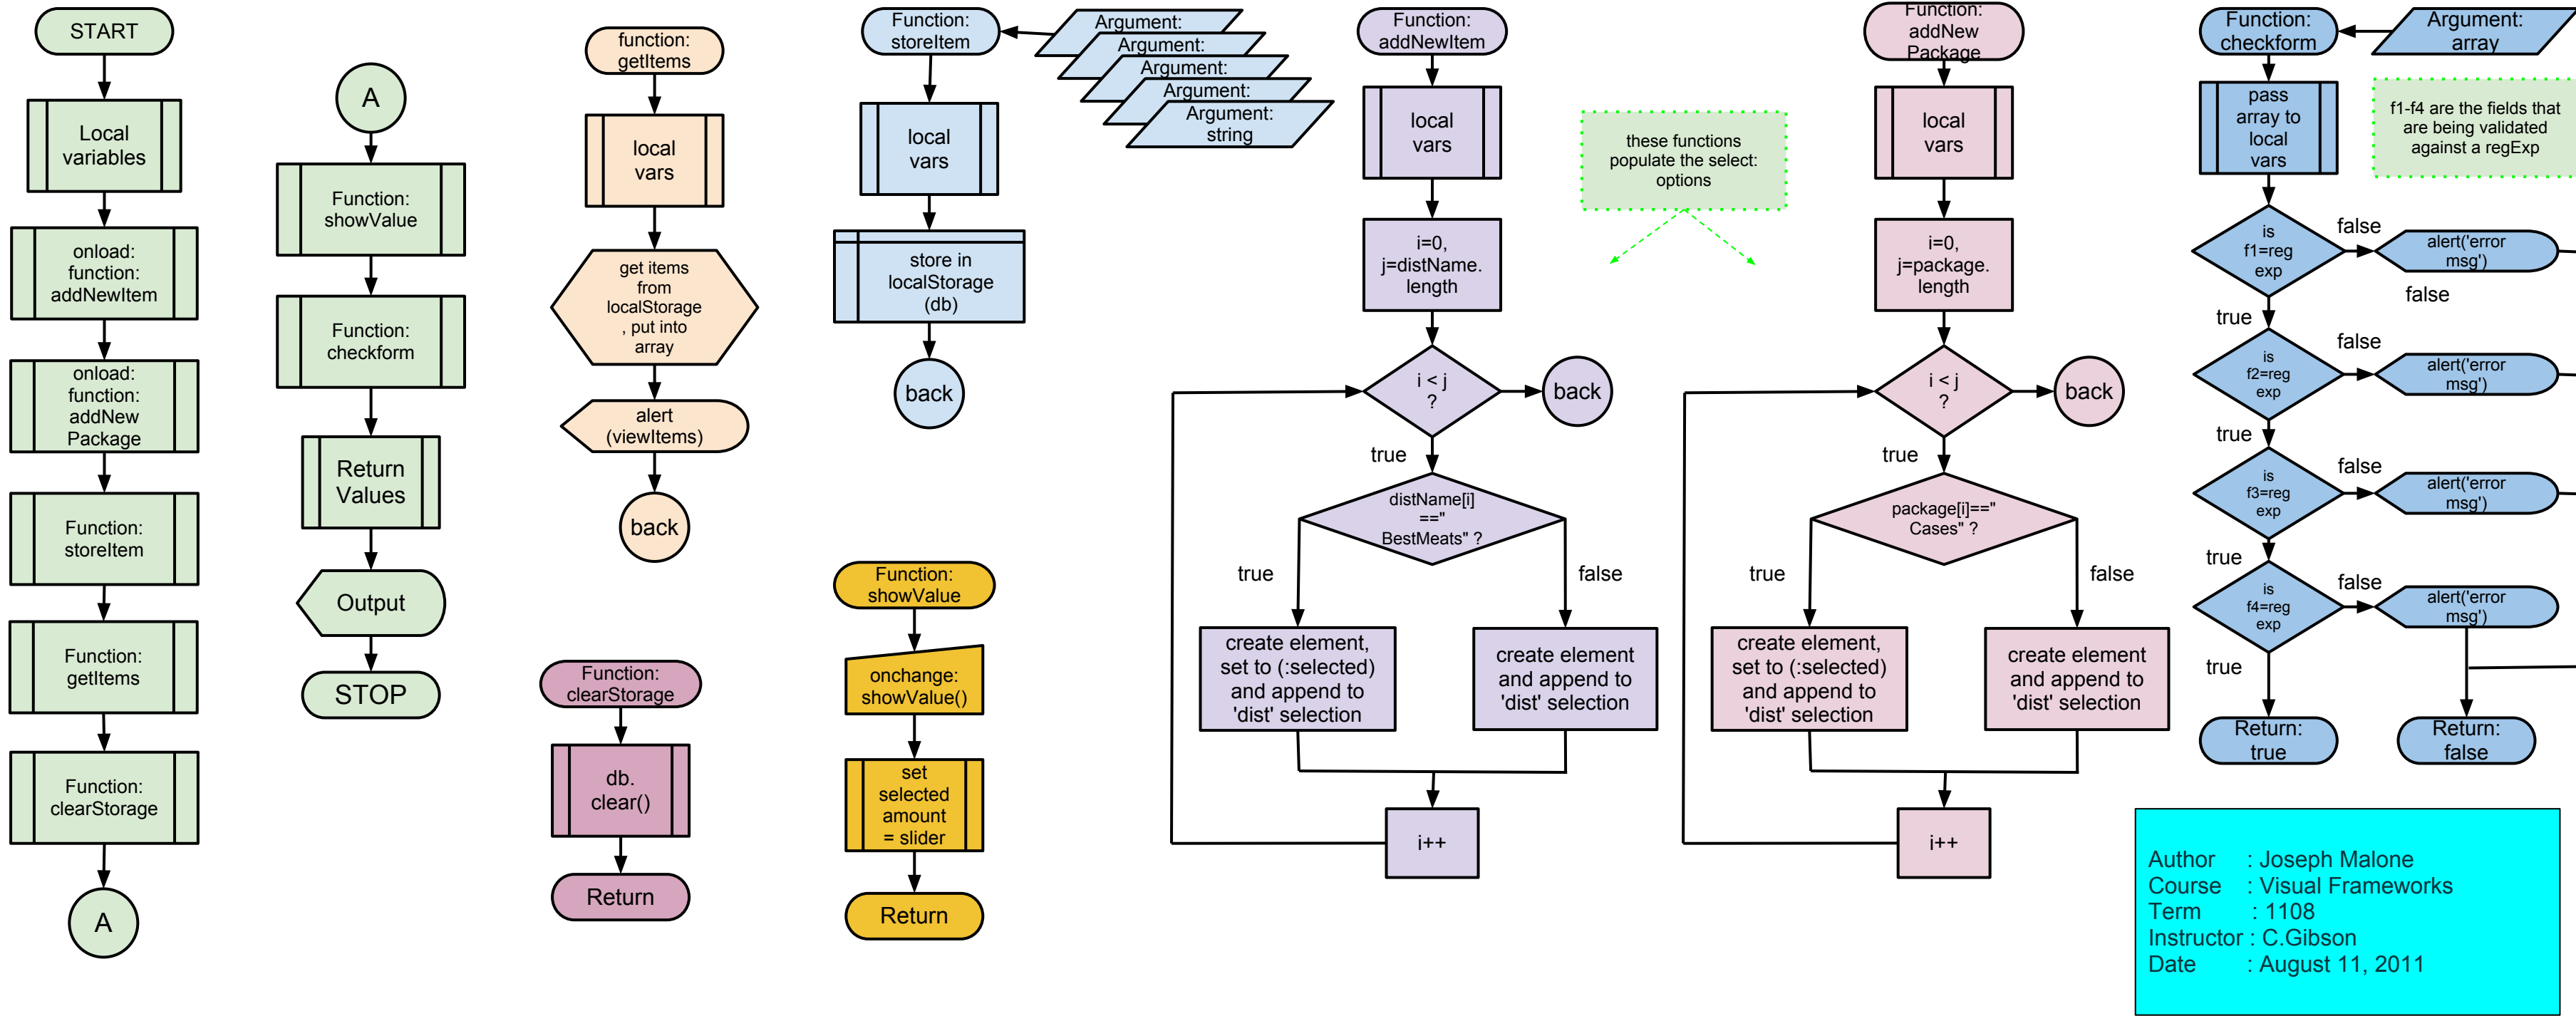 START
Local
variables
onload:
function:
addNewItem
onload:
function:
addNew
Package
Function:
storeItem
Function:
getItems
Function:
clearStorage
A
A
Function:
showValue
Function:
checkform
Return
Values
Output
STOP
function:
getItems
local
vars
get items
from
localStorage
, put into
array
alert
(viewItems)
back
Function:
clearStorage
db.
clear()
Return
Function:
storeItem
Argument:
Argument:
Argument:
Argument:
Argument:
string
local
vars
store in
localStorage
(db)
back
Function:
showValue
onchange:
showValue()
set
selected
amount
= slider
Return
Function:
addNewItem
local
vars
i=0,
j=distName.
length
i < j
?
back
true
distName[i]
=="
BestMeats" ?
true
false
create element,
set to (:selected)
and append to
'dist' selection
create element
and append to
'dist' selection
i++
these functions
populate the select:
options
Function:
addNew
Package
local
vars
i=0,
j=package.
length
i < j
?
back
true
package[i]=="
Cases" ?
true
false
create element,
set to (:selected)
and append to
'dist' selection
create element
and append to
'dist' selection
i++
Function:
checkform
Argument:
array
pass
array to
local
vars
f1-f4 are the fields that
are being validated
against a regExp
is
f1=reg
exp
false
alert('error
msg')
false
true
is
f2=reg
exp
false
alert('error
msg')
true
is
f3=reg
exp
false
alert('error
msg')
true
is
f4=reg
exp
false
alert('error
msg')
true
Return:
true
Return:
false
Author : Joseph Malone
Course : Visual Frameworks
Term : 1108
Instructor : C.Gibson
Date : August 11, 2011